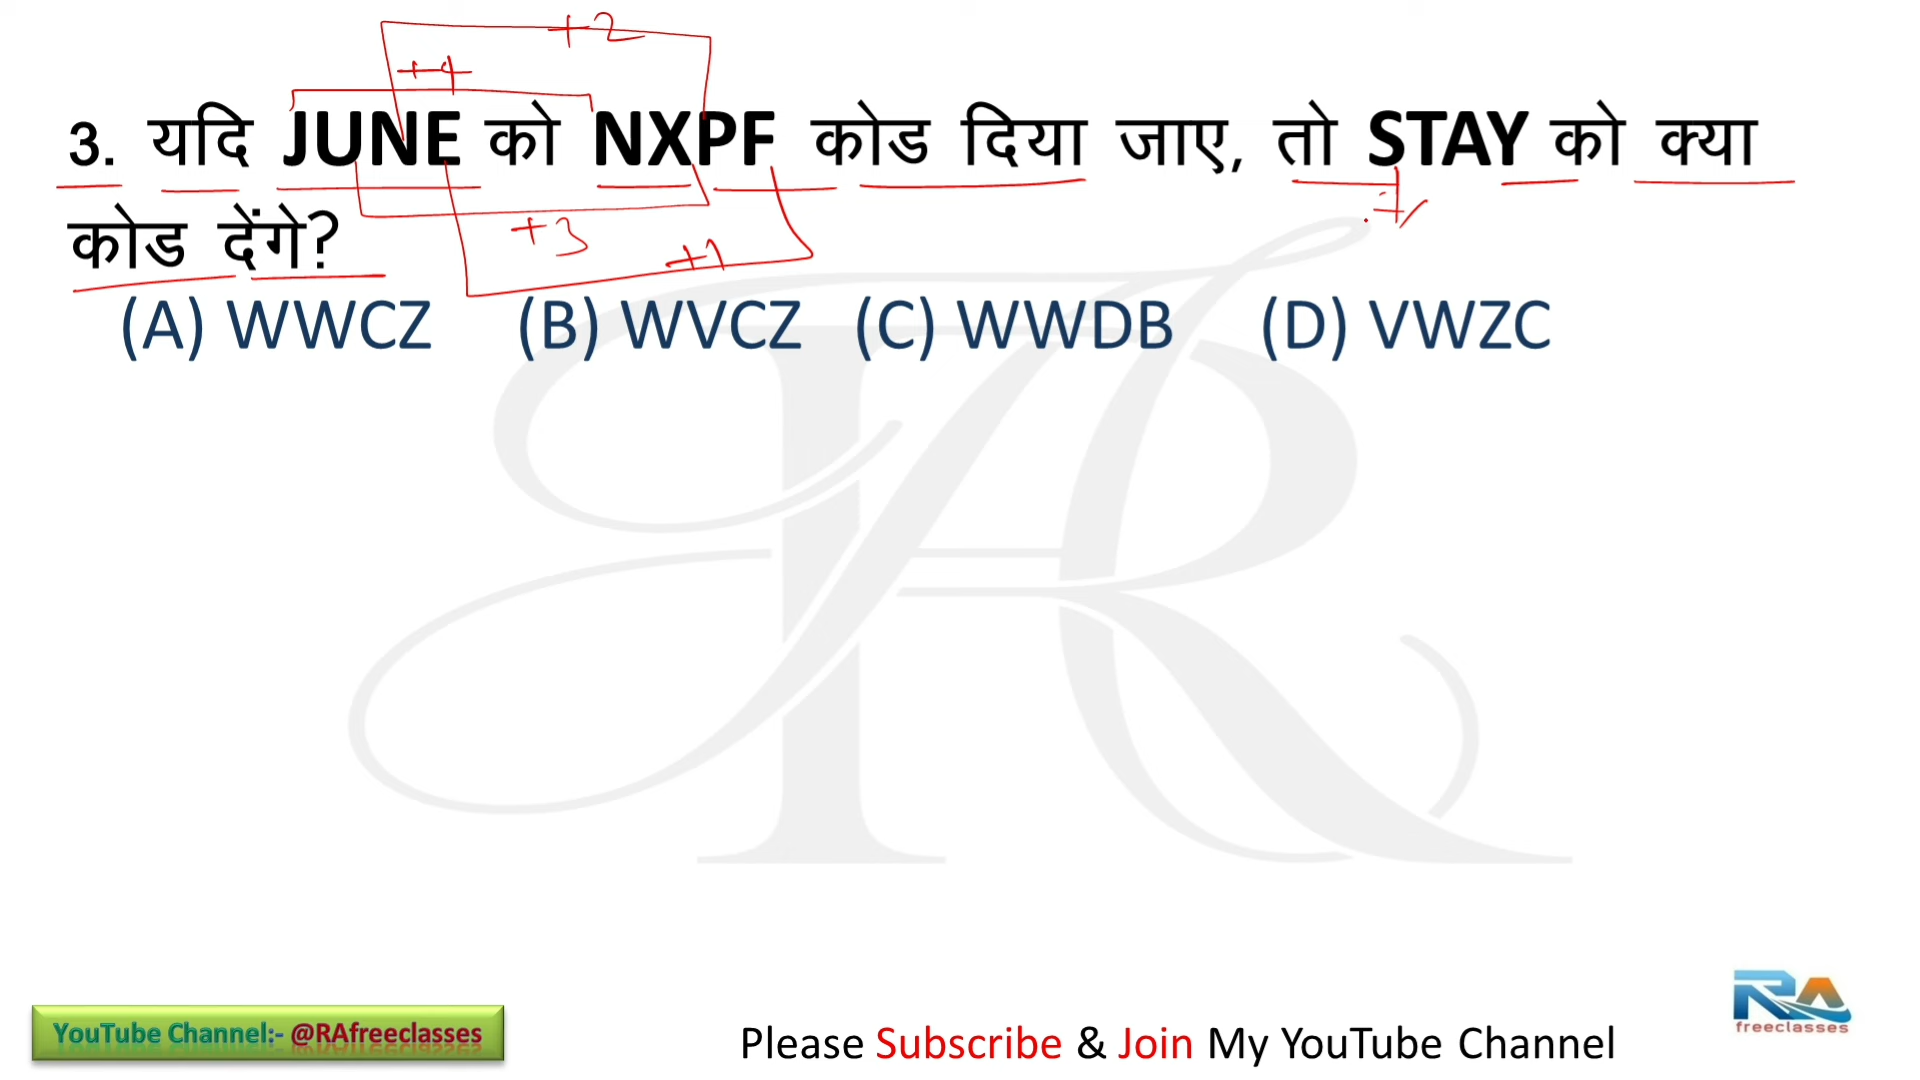 +2
+4
3. यदि JUNE को NXPF कोड दिया जाए, तो STAY को क्या
कोड देंगे?
+3
+1
(A) WWCZ (B) WVCZ (C) WWDB (D) VWZC
RA
freeclasses
YouTube Channel:- @RAfreeclasses
Please Subscribe & Join My YouTube Channel